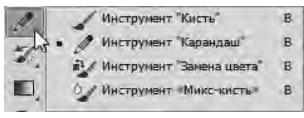 Инструмент "Кисть" B
Инструмент "Карандаш" B
Инструмент "Замена цвета" B
Инструмент «Микс-кисть» B